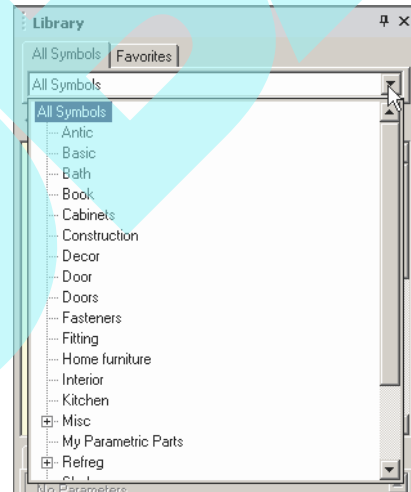 Library
All Symbols Favorites
All Symbols
All Symbols
Antic
Basic
Bath
Book
Cabinets
Construction
Decor
Door
Doors
Fasteners
Fitting
Home furniture
Interior
Kitchen
Misc
My Parametric Parts
Refreg
No Parameters